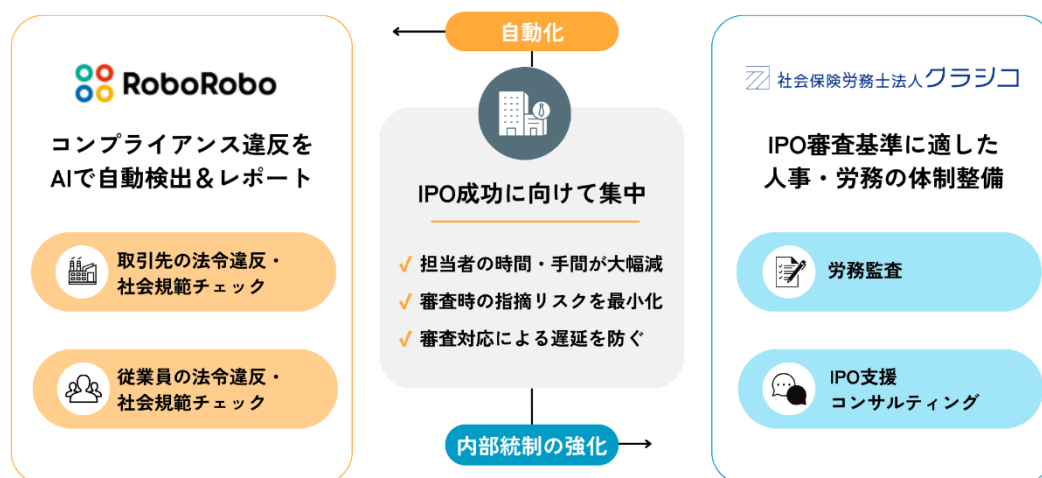 RoboRobo
コンプライアンス違反を
AIで自動検出＆レポート
取引先の法令違反・
社会規範チェック
従業員の法令違反・
社会規範チェック
自動化
IPO成功に向けて集中
✓ 担当者の時間・手間が大幅減
✓ 審査時の指摘リスクを最小化
✓ 審査対応による遅延を防ぐ
内部統制の強化
社会保険労務士法人グラシコ
IPO審査基準に適した
人事・労務の体制整備
労務監査
IPO支援
コンサルティング